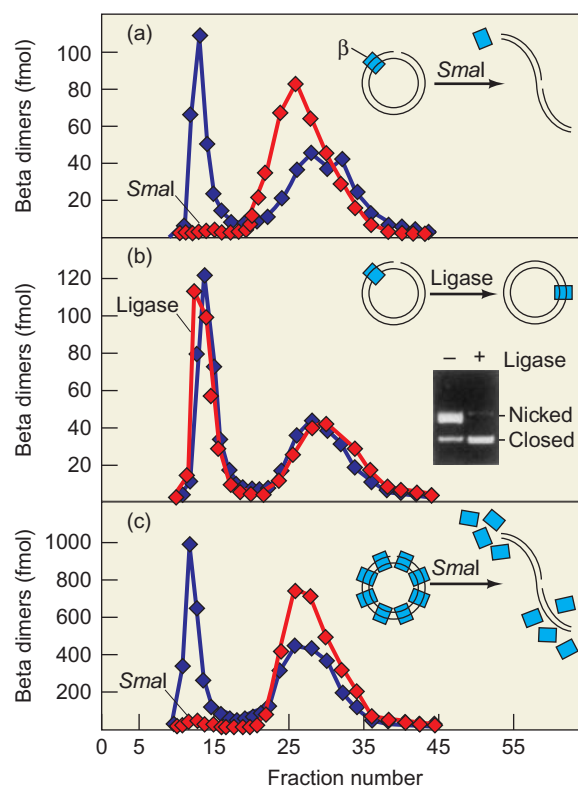 (a)
β
SmaI
100
80
60
40
20
SmaI
Beta dimers (fmol)
(b)
Ligase
Ligase
120
100
80
60
40
20
– + Ligase
Nicked
Closed
Beta dimers (fmol)
(c)
SmaI
1000
800
600
400
200
SmaI
Beta dimers (fmol)
0 5 15 25 35 45 55
Fraction number